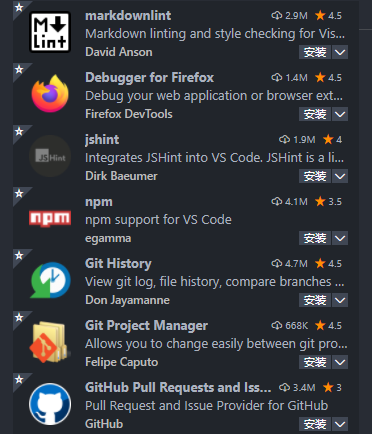 markdownlint 2.9M 4.5
Markdown linting and style checking for Vis...
David Anson 安装
Debugger for Firefox 1.4M 4.5
Debug your web application or browser ext...
Firefox DevTools 安装
jshint 1.9M 4
Integrates JSHint into VS Code. JSHint is a li...
Dirk Baeumer 安装
npm 4.1M 3.5
npm support for VS Code
egamma 安装
Git History 4.7M 4.5
View git log, file history, compare branches ...
Don Jayamanne 安装
Git Project Manager 668K 4.5
Allows you to change easily between git pro...
Felipe Caputo 安装
GitHub Pull Requests and Iss... 3.4M 3
Pull Request and Issue Provider for GitHub
GitHub 安装
M
Lint
JSHint
npm